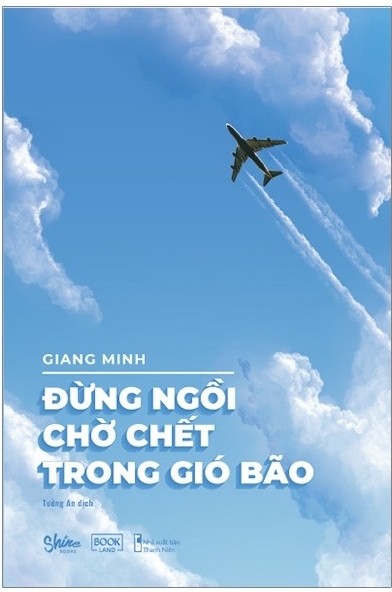 GIANG MINH
ĐỪNG NGỒI
CHỜ CHẾT
TRONG GIÓ BÃO
Tường An dịch
Shine
BOOKS
BOOK
LAND
Nhà xuất bản
Thanh Niên